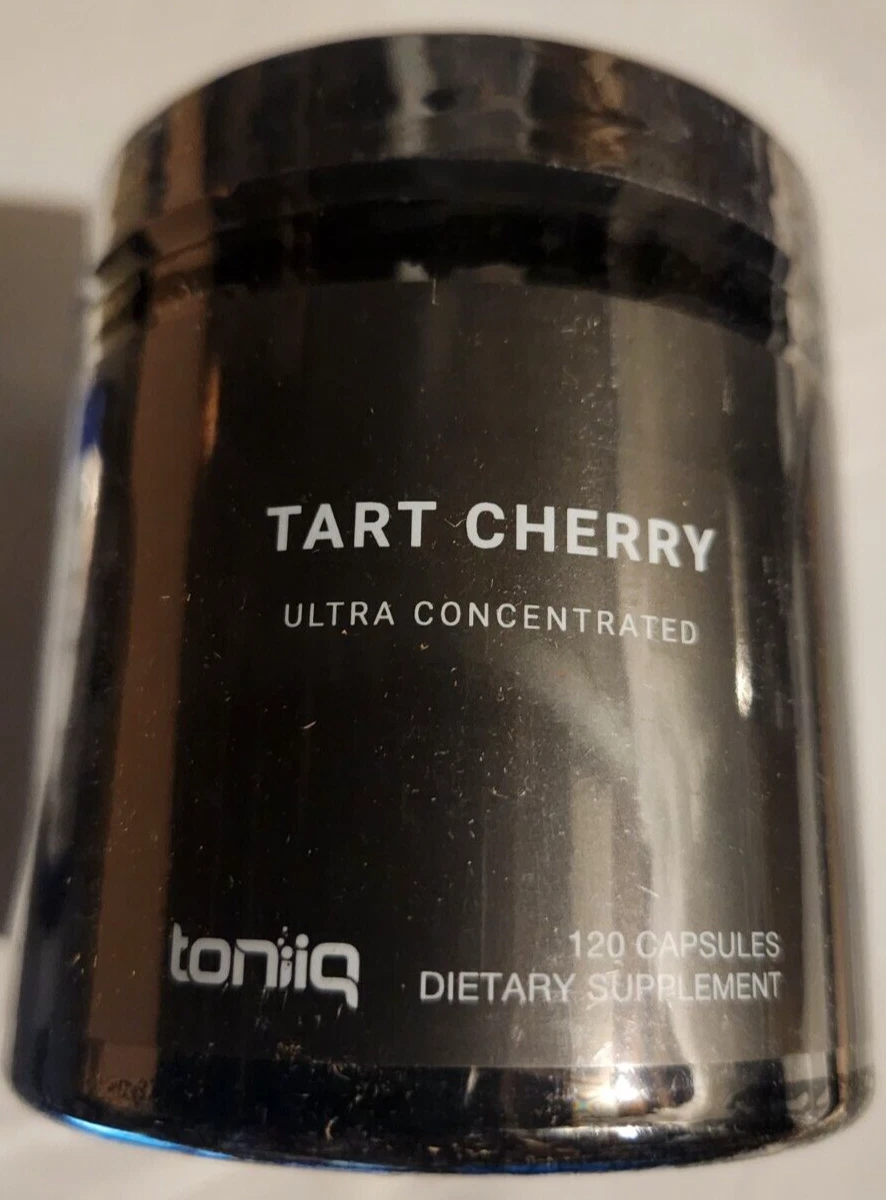 TART CHERRY
ULTRA CONCENTRATED
toniiq
120 CAPSULES
DIETARY SUPPLEMENT